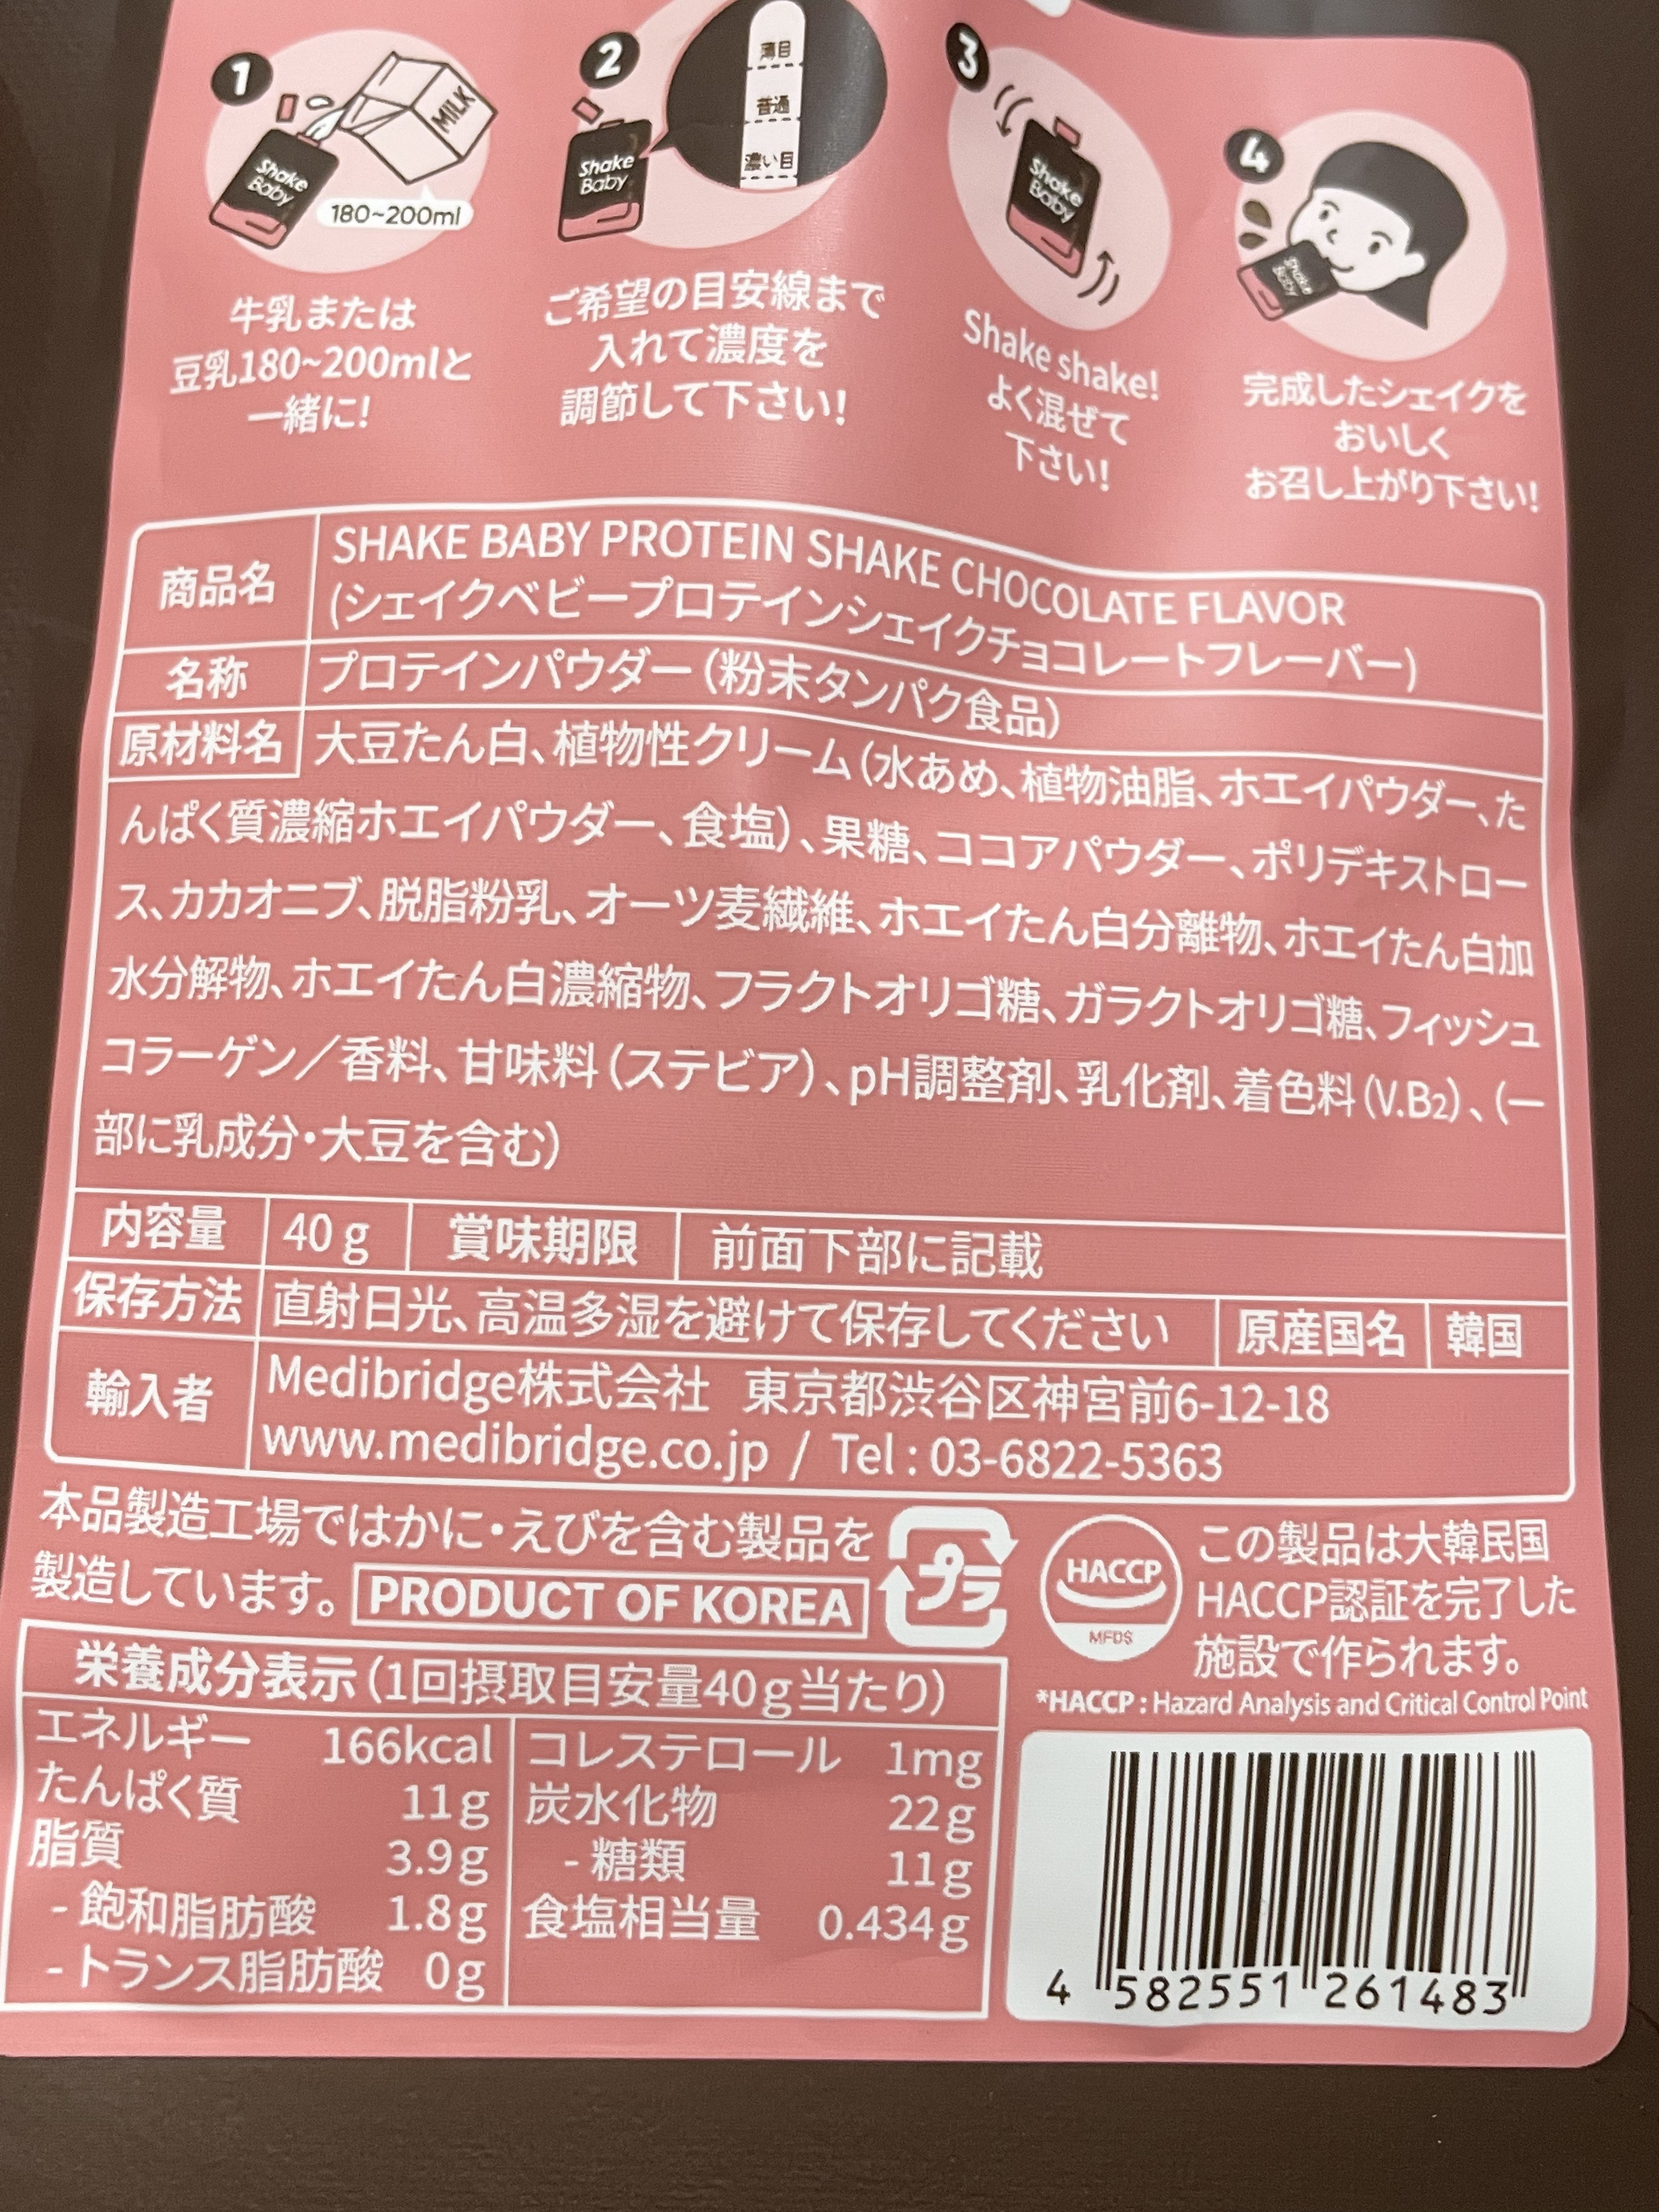 1
MILK
Shake
Baby
180~200ml
牛乳または
豆乳180~200mlと
一緒に!
2
Shake
Baby
薄目
普通
濃い目
ご希望の目安線まで
入れて濃度を
調節して下さい!
3
Shake
Baby
Shake shake!
よく混ぜて
下さい!
4
Shake
Baby
完成したシェイクを
おいしく
お召し上がり下さい!
商品名
SHAKE BABY PROTEIN SHAKE CHOCOLATE FLAVOR
(シェイクベビープロテインシェイクチョコレートフレーバー)
名称 プロテインパウダー(粉末タンパク食品)
原材料名 大豆たん白、植物性クリーム(水あめ、植物油脂、ホエイパウダー、た
んぱく質濃縮ホエイパウダー、食塩)、果糖、ココアパウダー、ポリデキストロー
ス、カカオニブ、脱脂粉乳、オーツ麦繊維、ホエイたん白分離物、ホエイたん白加
水分解物、ホエイたん白濃縮物、フラクトオリゴ糖、ガラクトオリゴ糖、フィッシュ
コラーゲン/香料、甘味料(ステビア)、pH調整剤、乳化剤、着色料(V.B2)、(一
部に乳成分・大豆を含む)
内容量 40g 賞味期限 前面下部に記載
保存方法 直射日光、高温多湿を避けて保存してください 原産国名 韓国
輸入者
Medibridge株式会社 東京都渋谷区神宮前6-12-18
www.medibridge.co.jp / Tel : 03-6822-5363
本品製造工場ではかに・えびを含む製品を
製造しています。 PRODUCT OF KOREA
プラ
HACCP
MFDS
この製品は大韓民国
HACCP認証を完了した
施設で作られます。
*HACCP : Hazard Analysis and Critical Control Point
栄養成分表示(1回摂取目安量40g当たり)
エネルギー 166kcal
たんぱく質 11g
脂質 3.9g
- 飽和脂肪酸 1.8g
- トランス脂肪酸 0g
コレステロール 1mg
炭水化物 22g
- 糖類 11g
食塩相当量 0.434g
4 582551 261483